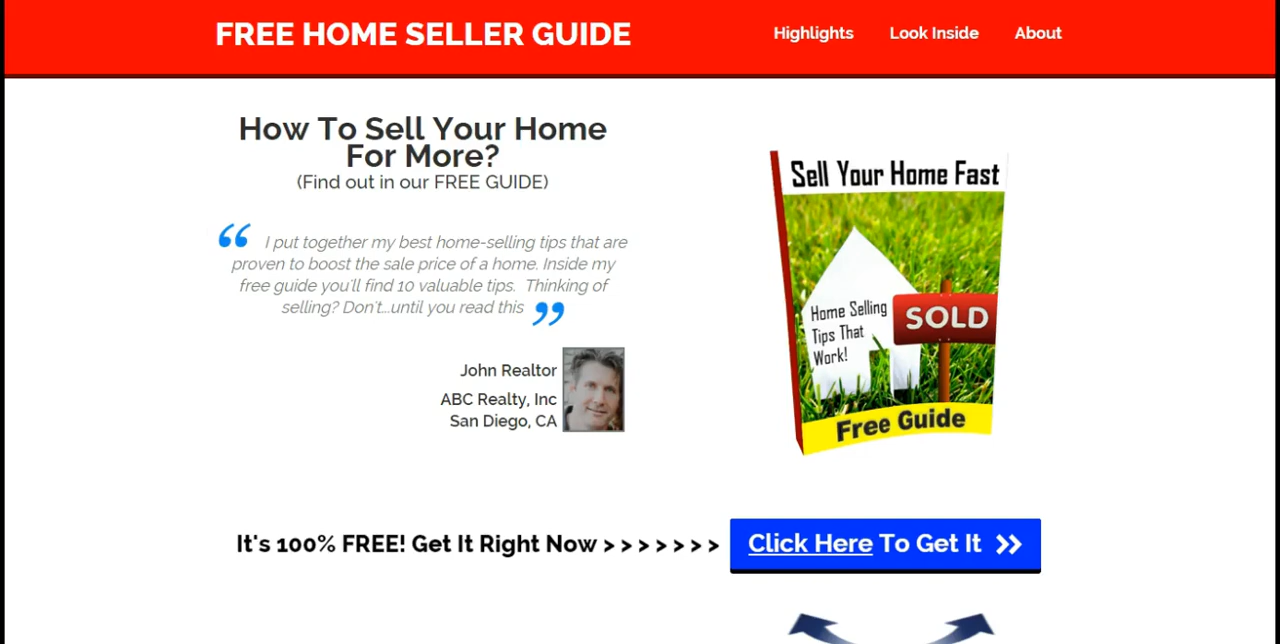 FREE HOME SELLER GUIDE
Highlights
Look Inside
About
How To Sell Your Home
For More?
(Find out in our FREE GUIDE)
“ I put together my best home-selling tips that are
proven to boost the sale price of a home. Inside my
free guide you'll find 10 valuable tips. Thinking of
selling? Don't...until you read this ”
John Realtor
ABC Realty, Inc
San Diego, CA
Sell Your Home Fast
Home Selling
Tips That
Work!
SOLD
Free Guide
It's 100% FREE! Get It Right Now > > > > > > >
Click Here To Get It »